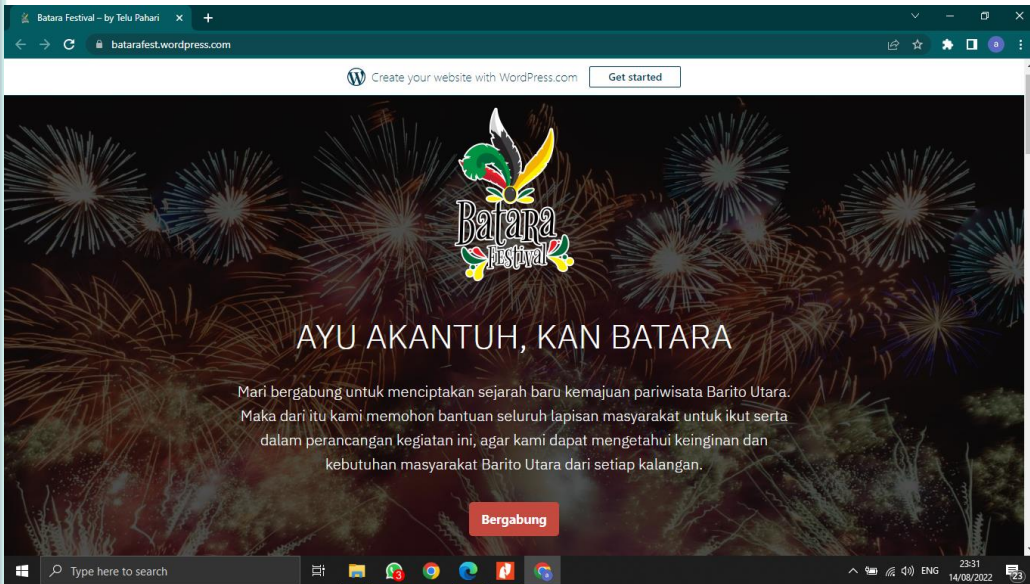 Batara Festival – by Telu Pahari
batarafest.wordpress.com
a
Create your website with WordPress.com
Get started
Batara
Festival
AYU AKANTUH, KAN BATARA
Mari bergabung untuk menciptakan sejarah baru kemajuan pariwisata Barito Utara.
Maka dari itu kami memohon bantuan seluruh lapisan masyarakat untuk ikut serta
dalam perancangan kegiatan ini, agar kami dapat mengetahui keinginan dan
kebutuhan masyarakat Barito Utara dari setiap kalangan.
Bergabung
Type here to search
ENG
23:31
14/08/2022
23